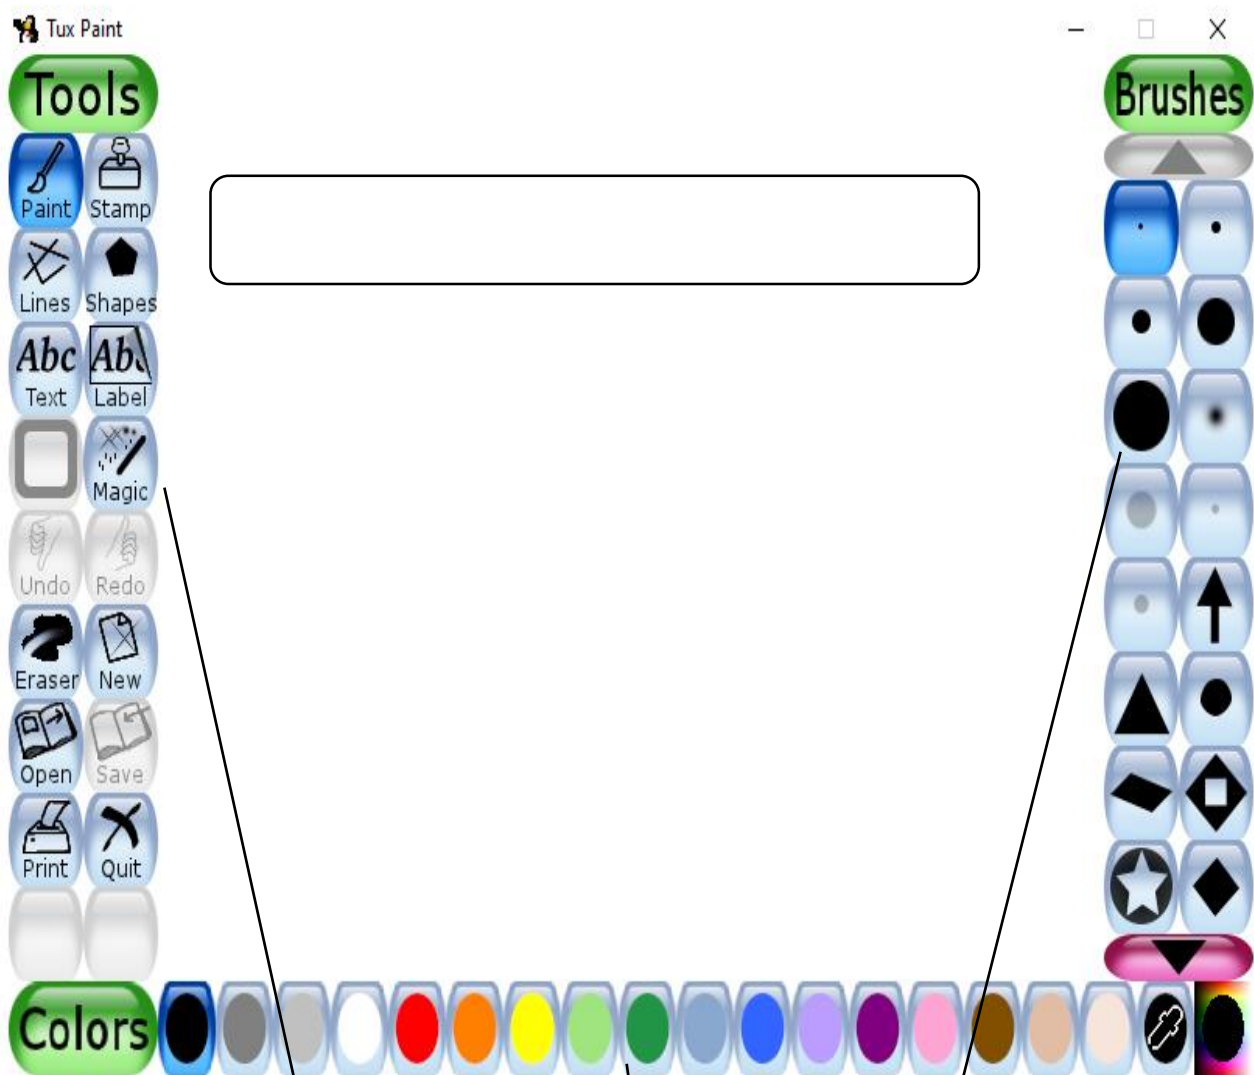 Tux Paint
Tools
Brushes
Paint Stamp
Lines Shapes
Abc Abc
Text Label
Magic
Undo Redo
Eraser New
Open Save
Print Quit
Colors